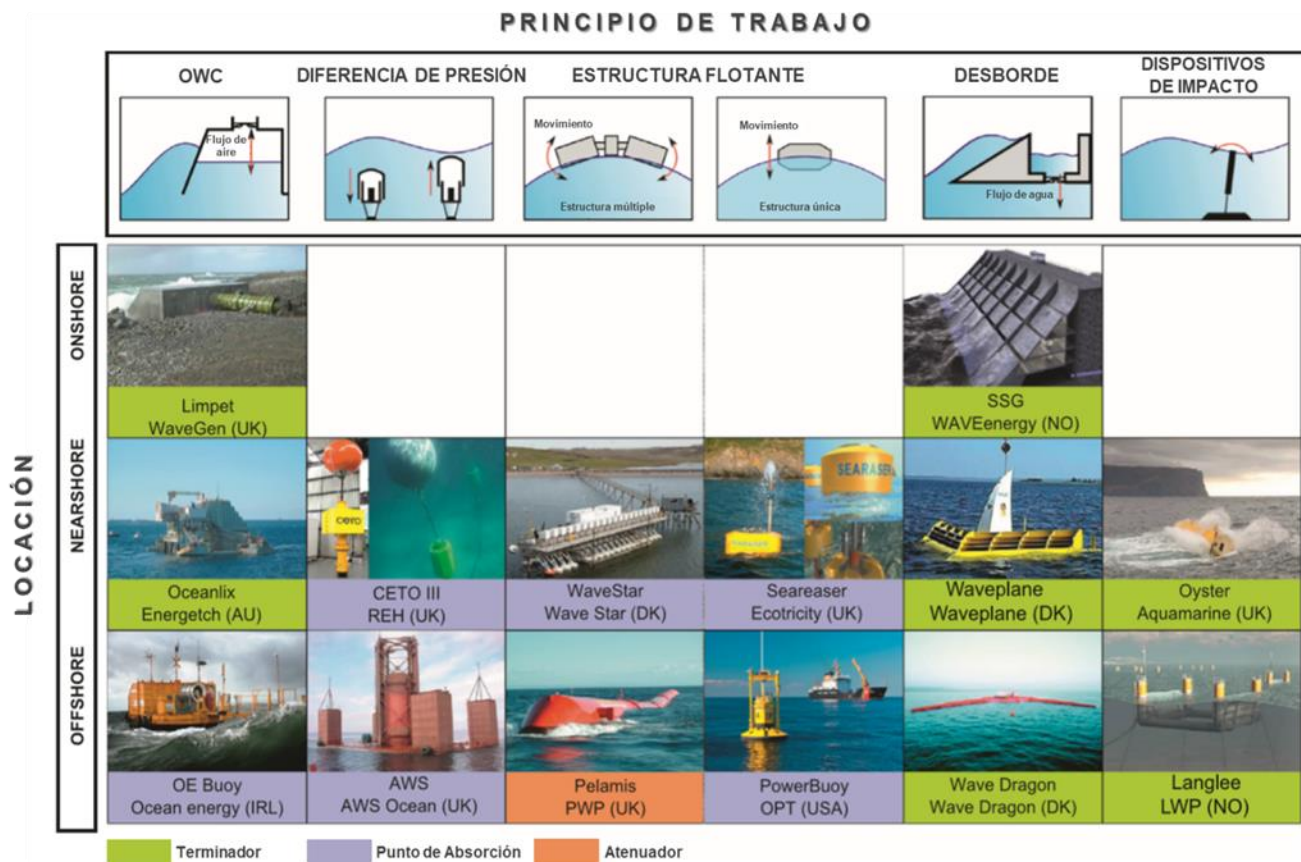 PRINCIPIO DE TRABAJO
OWC
DIFERENCIA DE PRESIÓN
ESTRUCTURA FLOTANTE
DESBORDE
DISPOSITIVOS
DE IMPACTO
Flujo de
aire
Movimiento
Estructura múltiple
Movimiento
Estructura única
Flujo de agua
LOCACIÓN
ONSHORE
Limpet
WaveGen (UK)
SSG
WAVEenergy (NO)
NEARSHORE
CETO
SEARASER
Oceanlix
Energetch (AU)
CETO III
REH (UK)
WaveStar
Wave Star (DK)
Seareaser
Ecotricity (UK)
Waveplane
Waveplane (DK)
Oyster
Aquamarine (UK)
OFFSHORE
OE Buoy
Ocean energy (IRL)
AWS
AWS Ocean (UK)
Pelamis
PWP (UK)
PowerBuoy
OPT (USA)
Wave Dragon
Wave Dragon (DK)
Langlee
LWP (NO)
Terminador
Punto de Absorción
Atenuador